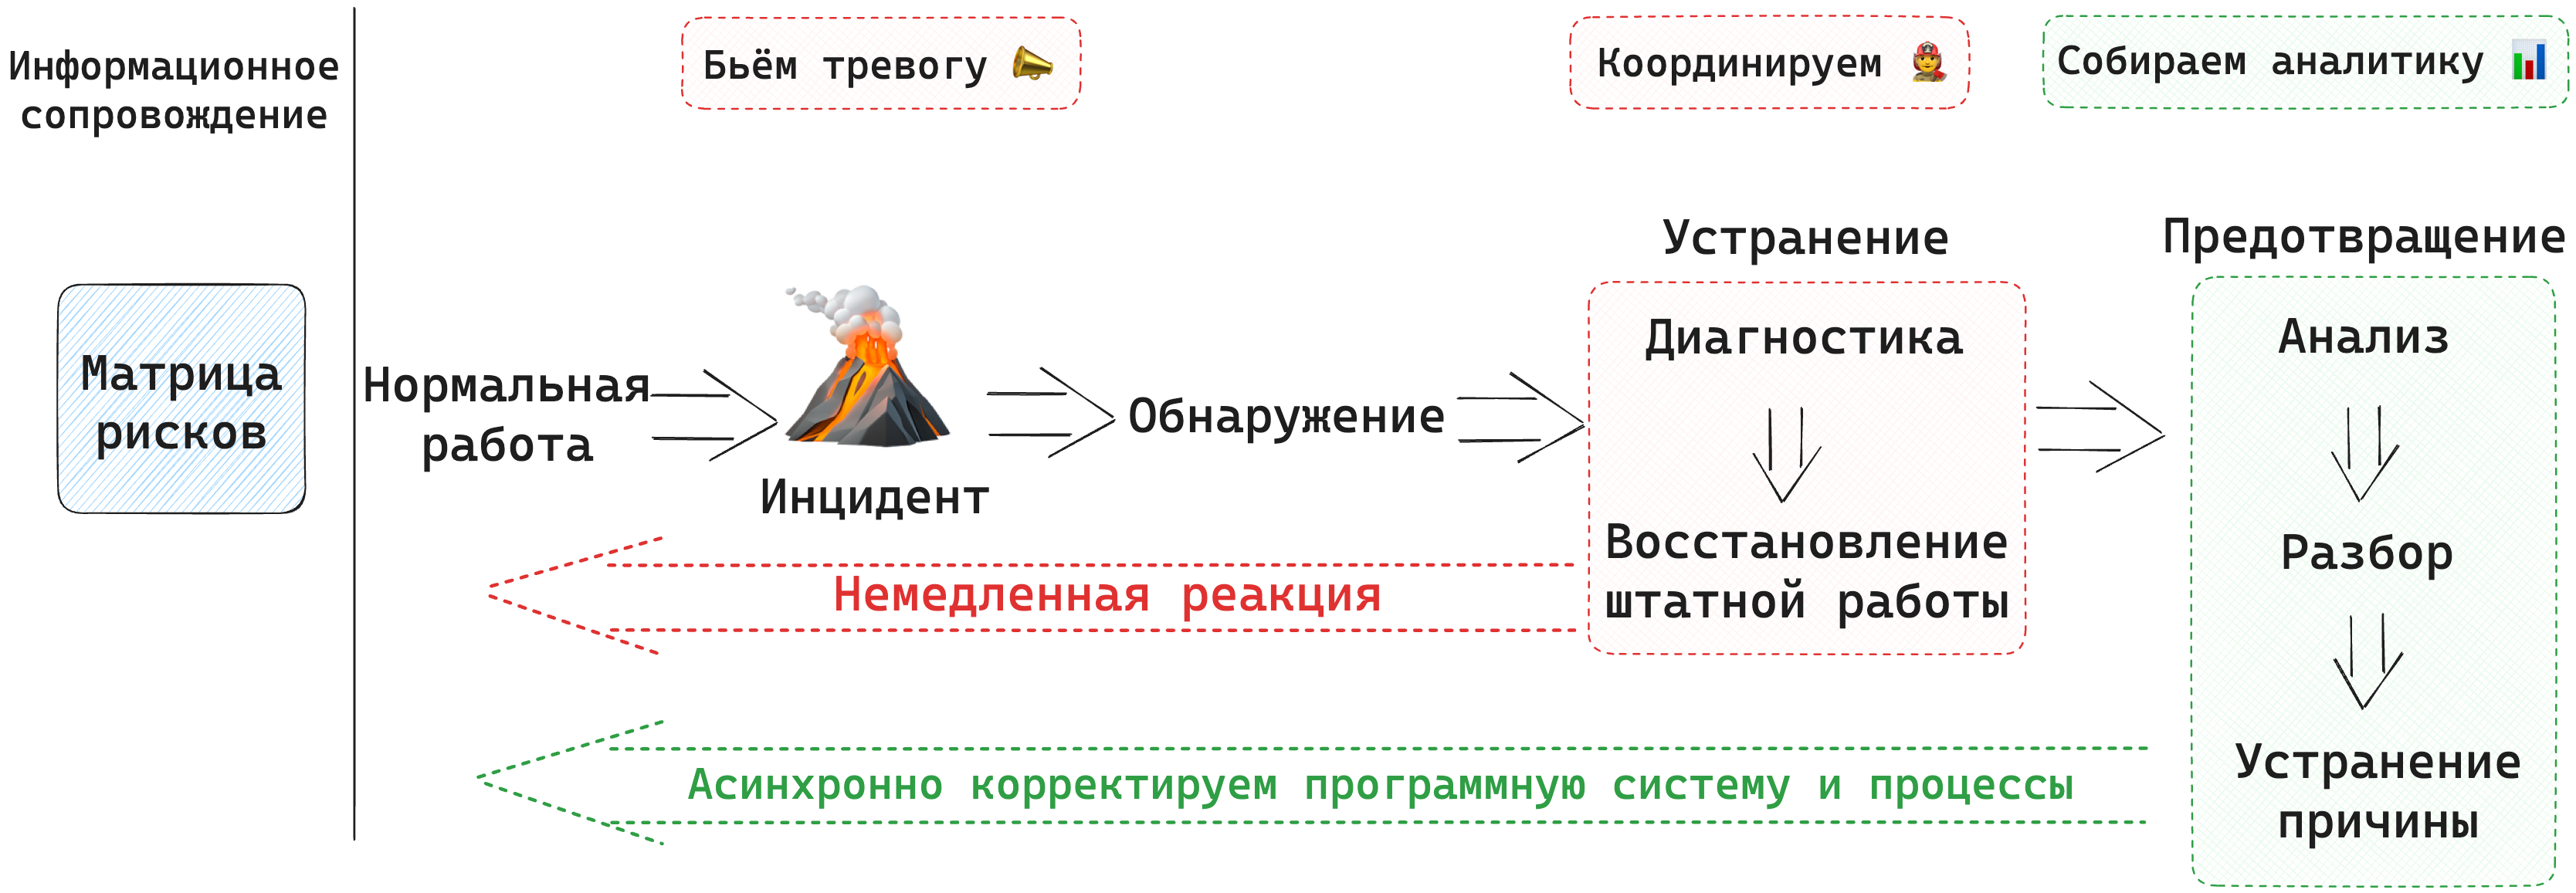 Информационное
сопровождение
Бьём тревогу
Координируем
Собираем аналитику
Матрица
рисков
Нормальная
работа
Инцидент
Обнаружение
Устранение
Диагностика
Восстановление
штатной работы
Предотвращение
Анализ
Разбор
Устранение
причины
Немедленная реакция
Асинхронно корректируем программную систему и процессы